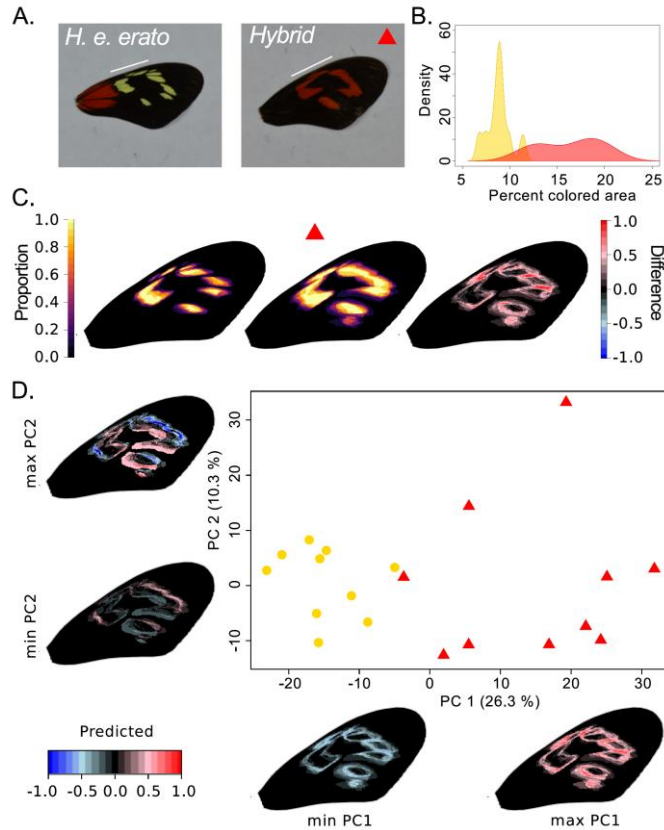 A.
H. e. erato
Hybrid
B.
Density
60
40
20
0
5 10 15 20 25
Percent colored area
C.
Proportion
1.0
0.8
0.6
0.4
0.2
0.0
1.0
0.5
0.0
-0.5
-1.0
Difference
D.
max PC2
min PC2
PC 2 (10.3 %)
30
20
10
0
-10
-20 -10 0 10 20 30
PC 1 (26.3 %)
Predicted
-1.0 -0.5 0.0 0.5 1.0
min PC1
max PC1